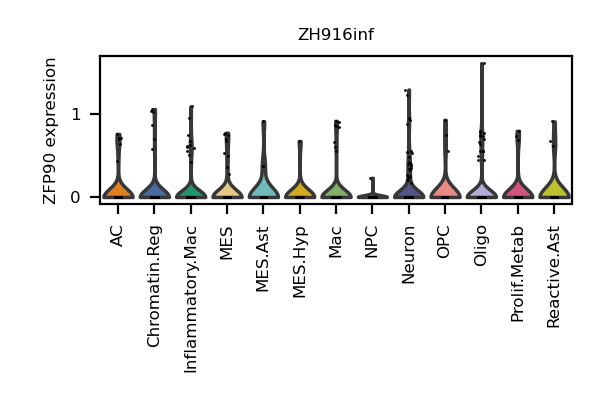 ZH916inf
ZFP90 expression
1
0
AC
Chromatin.Reg
Inflammatory.Mac
MES
MES.Ast
MES.Hyp
Mac
NPC
Neuron
OPC
Oligo
Prolif.Metab
Reactive.Ast